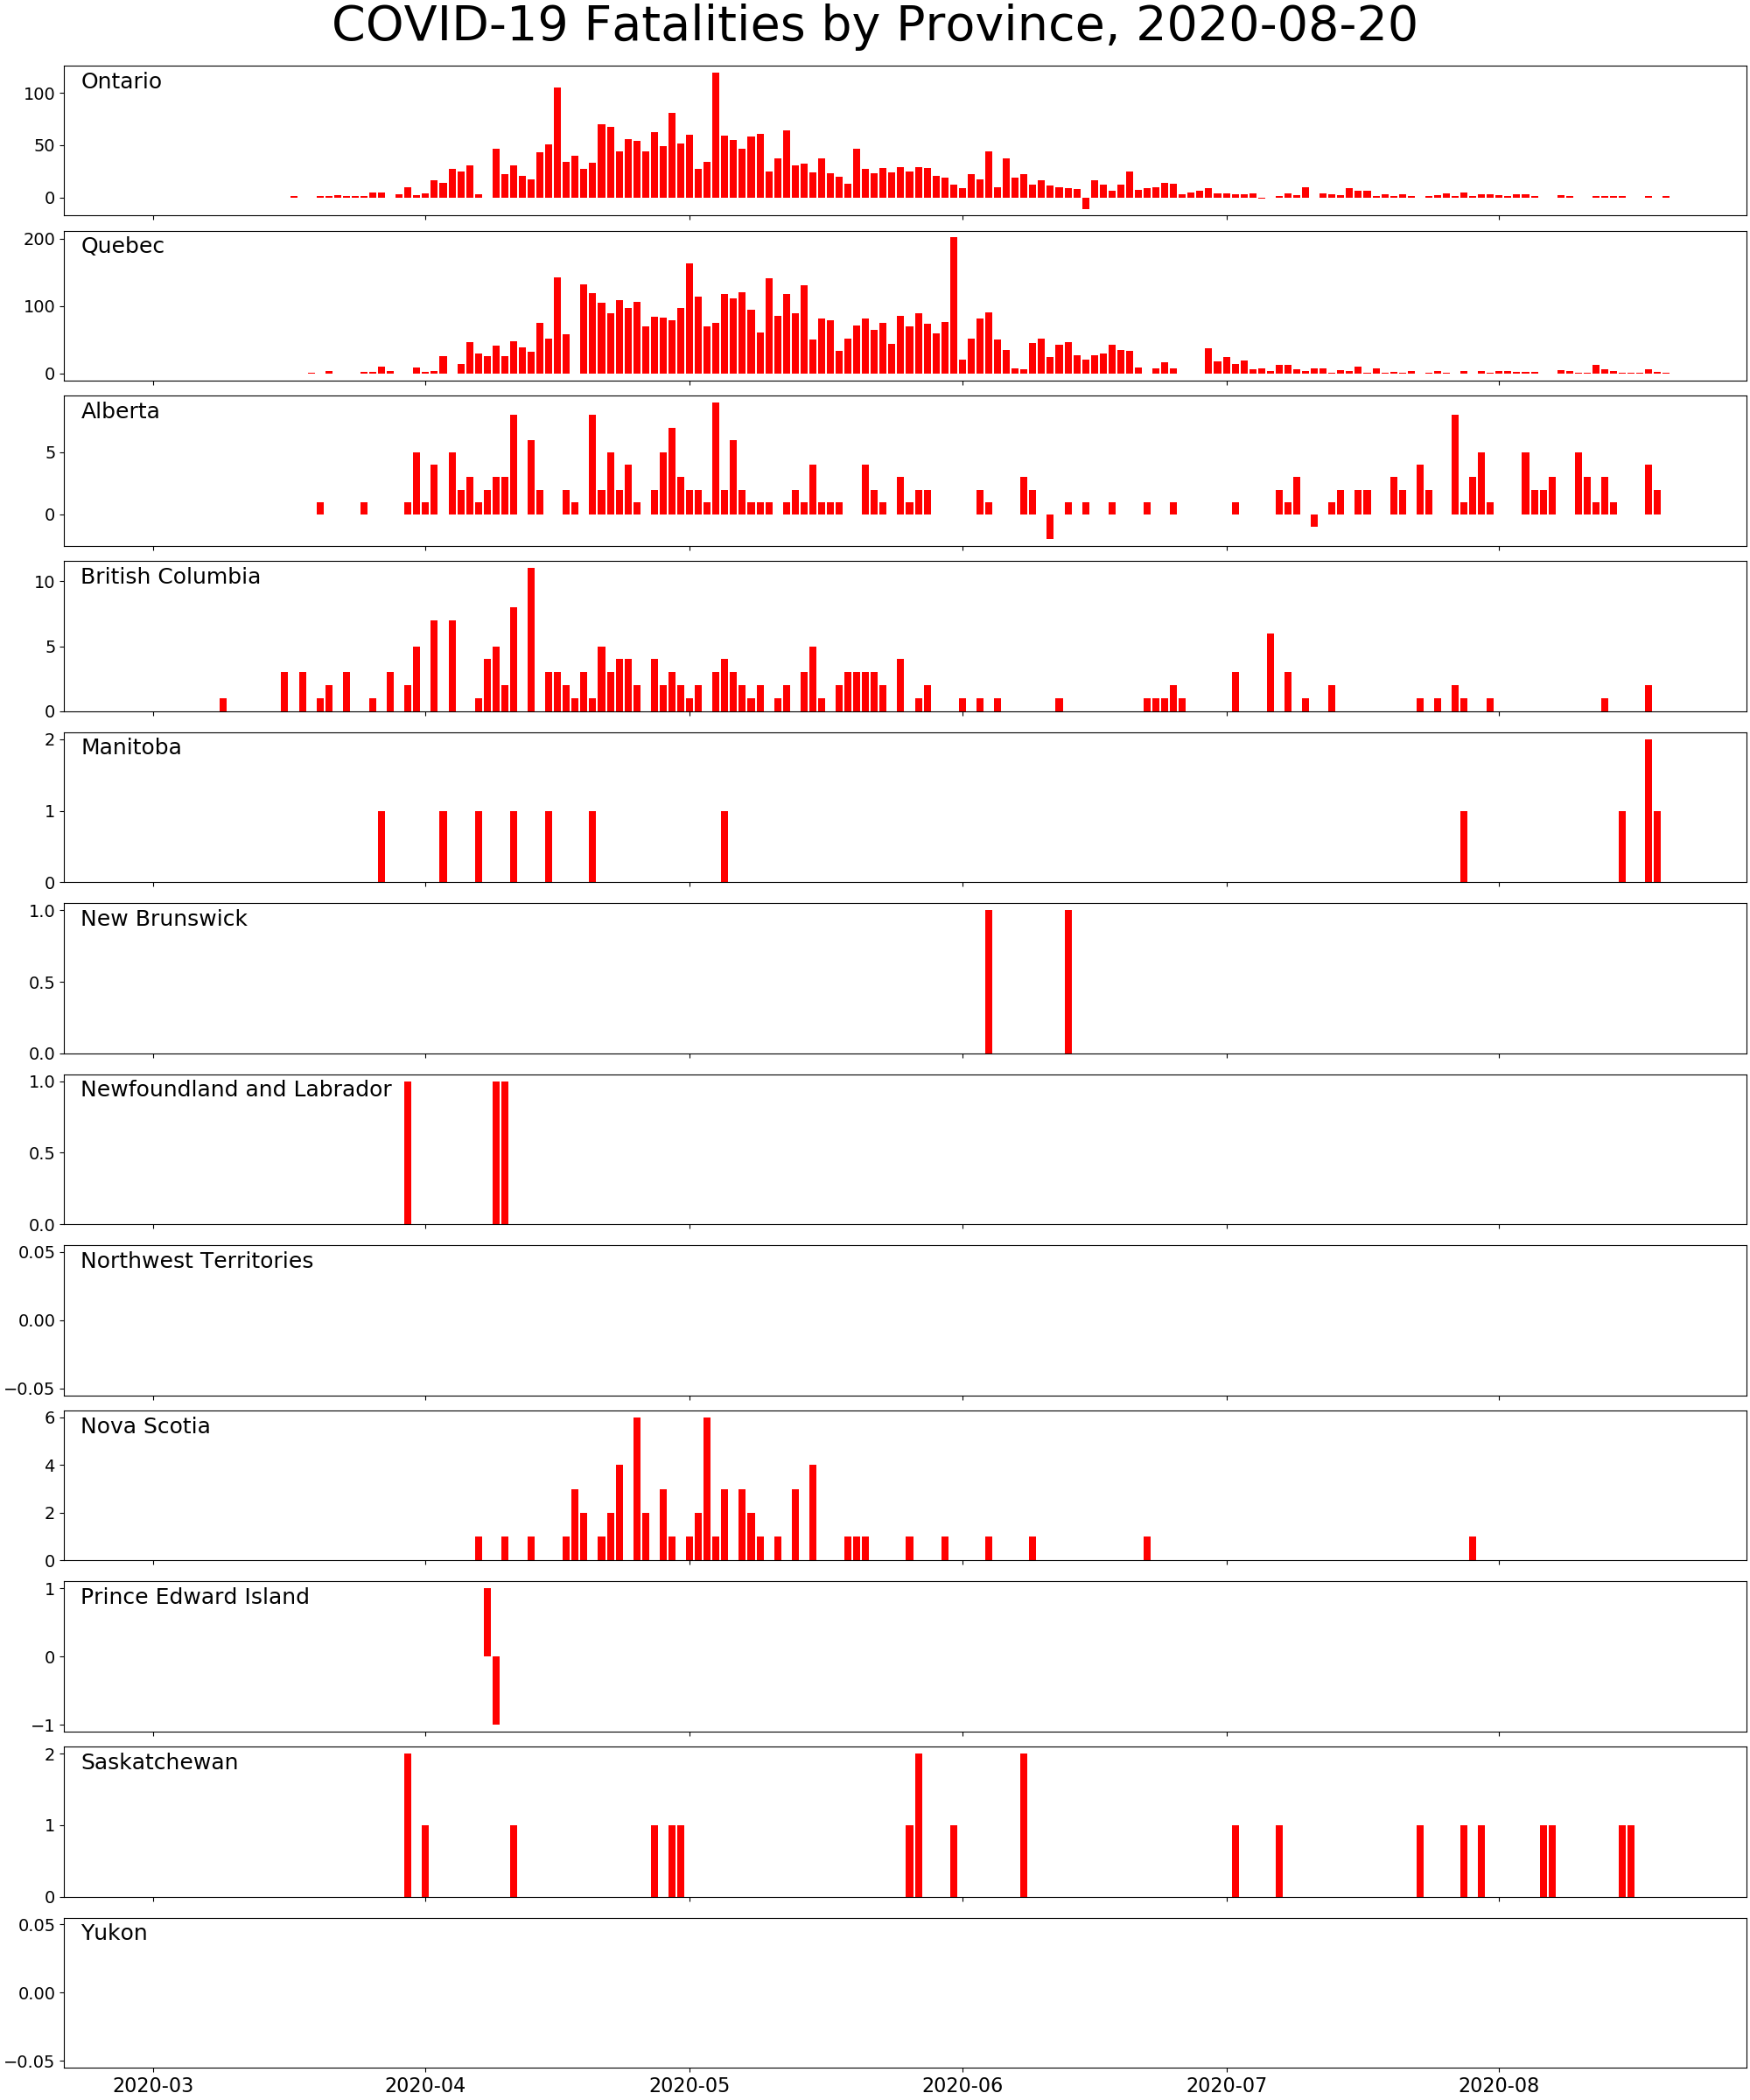 COVID-19 Fatalities by Province, 2020-08-20
Ontario
100
50
0
Quebec
200
100
0
Alberta
5
0
British Columbia
10
5
0
Manitoba
2
1
0
New Brunswick
1.0
0.5
0.0
Newfoundland and Labrador
1.0
0.5
0.0
Northwest Territories
0.05
0.00
−0.05
Nova Scotia
6
4
2
0
Prince Edward Island
1
0
−1
Saskatchewan
2
1
0
Yukon
0.05
0.00
−0.05
2020-03 2020-04 2020-05 2020-06 2020-07 2020-08